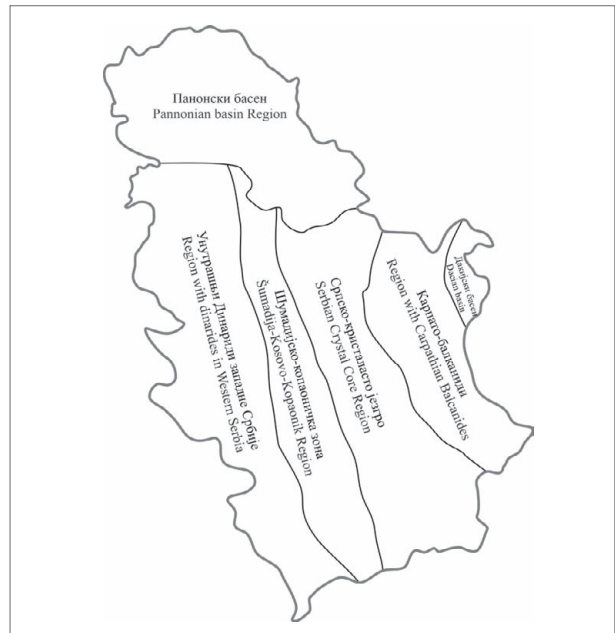 Панонски басен
Pannonian basin Region
Унутрашњи Динариди западне Србије
Region with dinarides in Western Serbia
Шумадијско-копаоничка зона
Šumadija-Kosovo-Kopaonik Region
Српско-кристаласто језгро
Serbian Crystal Core Region
Карпато-балканиди
Region with Carpathian Balcanides
Дакијски басен
Dacian basin